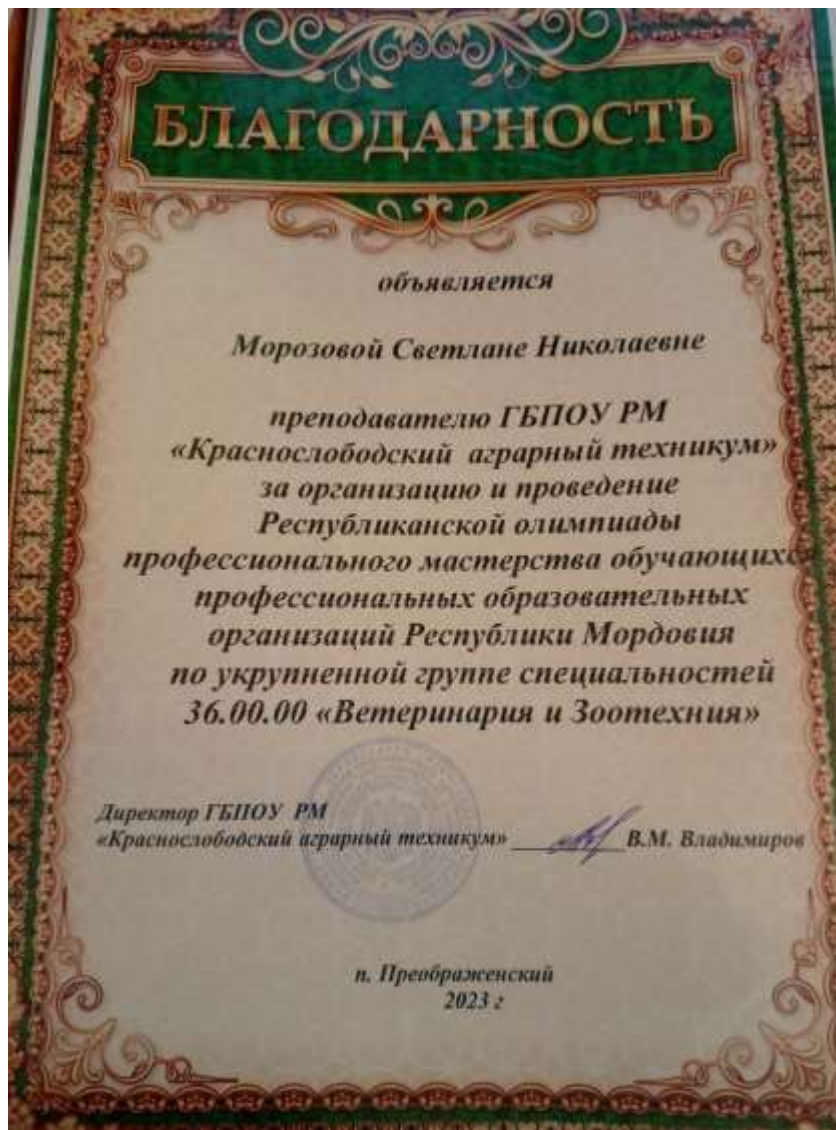 БЛАГОДАРНОСТЬ
объявляется
Морозовой Светлане Николаевне
преподавателю ГБПОУ РМ
«Краснослободский аграрный техникум»
за организацию и проведение
Республиканской олимпиады
профессионального мастерства обучающихся
профессиональных образовательных
организаций Республики Мордовия
по укрупненной группе специальностей
36.00.00 «Ветеринария и Зоотехния»
Директор ГБПОУ РМ
«Краснослободский аграрный техникум» В.М. Владимиров
п. Преображенский
2023 г